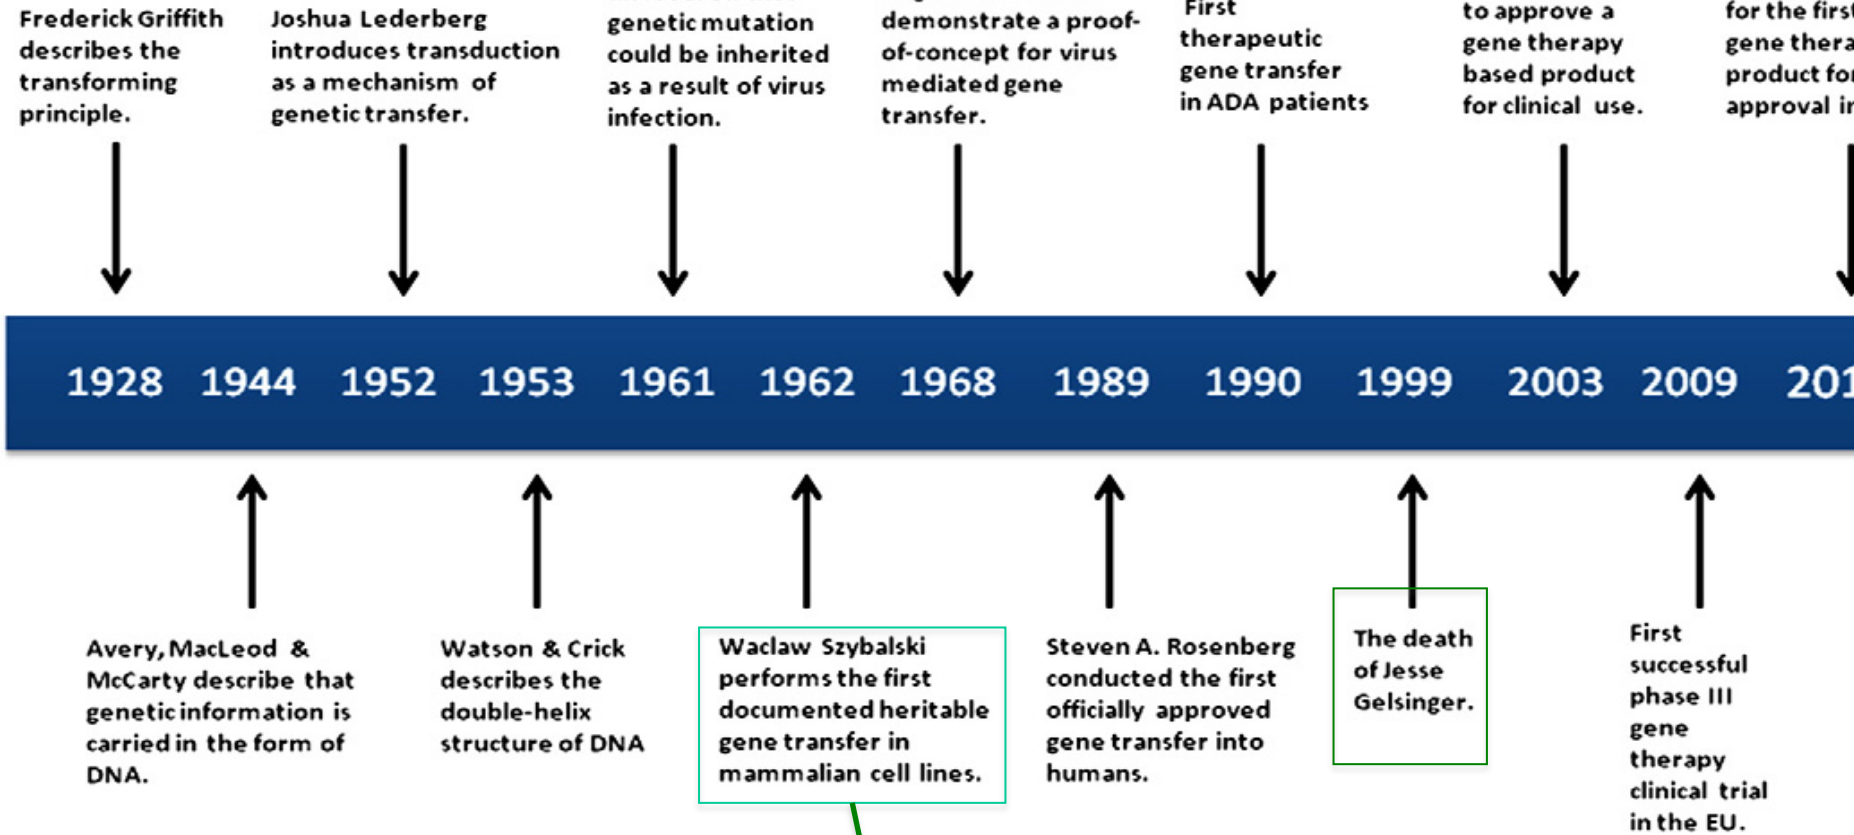 Frederick Griffith
describes the
transforming
principle.
Joshua Lederberg
introduces transduction
as a mechanism of
genetic transfer.
genetic mutation
could be inherited
as a result of virus
infection.
demonstrate a proof-
of-concept for virus
mediated gene
transfer.
First
therapeutic
gene transfer
in ADA patients
to approve a
gene therapy
based product
for clinical use.
for the first
gene
product
approval
1928 1944 1952 1953 1961 1962 1968 1989 1990 1999 2003 2009
Avery, MacLeod &
McCarty describe that
genetic information is
carried in the form of
DNA.
Watson & Crick
describes the
double-helix
structure of DNA
Waclaw Szybalski
performs the first
documented heritable
gene transfer in
mammalian cell lines.
Steven A. Rosenberg
conducted the first
officially approved
gene transfer into
humans.
The death
of Jesse
Gelsinger.
First
successful
phase III
gene
therapy
clinical trial
in the EU.